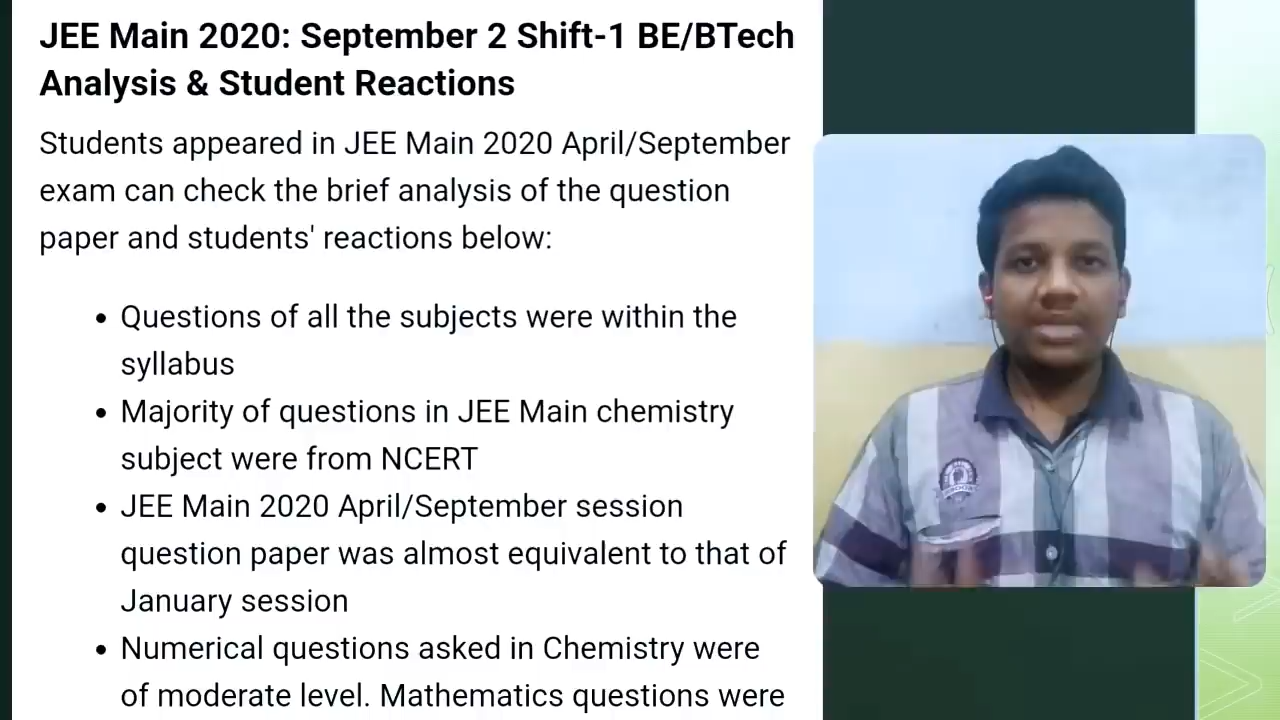 JEE Main 2020: September 2 Shift-1 BE/BTech
Analysis & Student Reactions
Students appeared in JEE Main 2020 April/September
exam can check the brief analysis of the question
paper and students' reactions below:
• Questions of all the subjects were within the
syllabus
• Majority of questions in JEE Main chemistry
subject were from NCERT
• JEE Main 2020 April/September session
question paper was almost equivalent to that of
January session
• Numerical questions asked in Chemistry were
of moderate level. Mathematics questions were